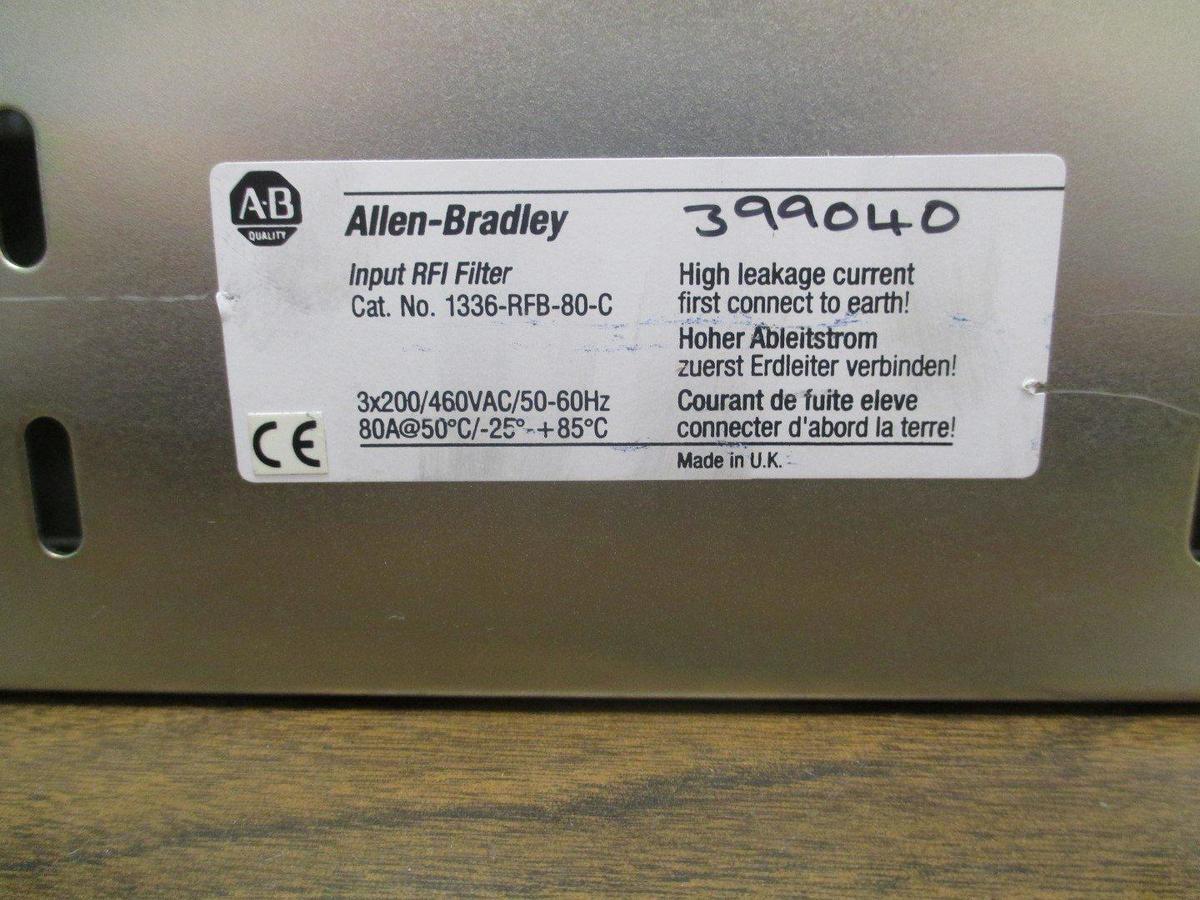 A-B
QUALITY
Allen-Bradley
399040
Input RFI Filter
Cat. No. 1336-RFB-80-C
3x200/460VAC/50-60Hz
80A@50°C/-25°-+85°C
CE
High leakage current
first connect to earth!
Hoher Ableitstrom
zuerst Erdleiter verbinden!
Courant de fuite eleve
connecter d'abord la terre!
Made in U.K.